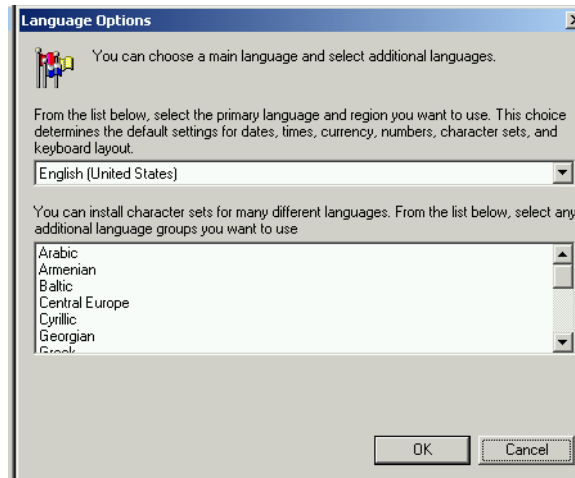 Language Options
You can choose a main language and select additional languages.
From the list below, select the primary language and region you want to use. This choice
determines the default settings for dates, times, currency, numbers, character sets, and
keyboard layout.
English (United States)
You can install character sets for many different languages. From the list below, select any
additional language groups you want to use
Arabic
Armenian
Baltic
Central Europe
Cyrillic
Georgian
Greek
OK Cancel